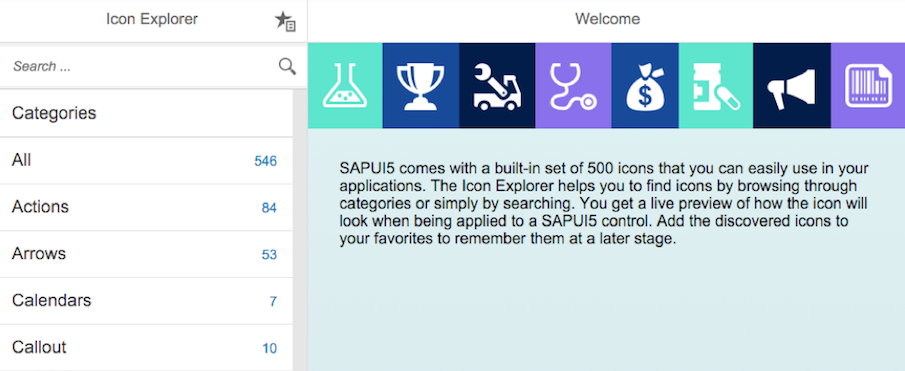 Icon Explorer
Search ...
Categories
All 546
Actions 84
Arrows 53
Calendars 7
Callout 10
Welcome
$
SAPUI5 comes with a built-in set of 500 icons that you can easily use in your
applications. The Icon Explorer helps you to find icons by browsing through
categories or simply by searching. You get a live preview of how the icon will
look when being applied to a SAPUI5 control. Add the discovered icons to
your favorites to remember them at a later stage.